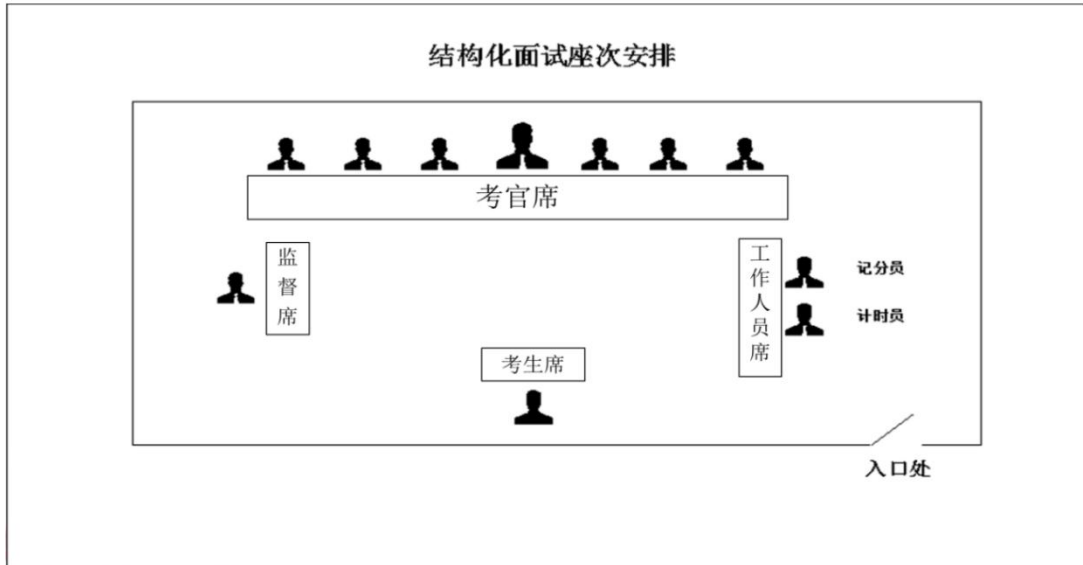 结构化面试座次安排
考官席
监督席
工作人员席
记分员
计时员
考生席
入口处